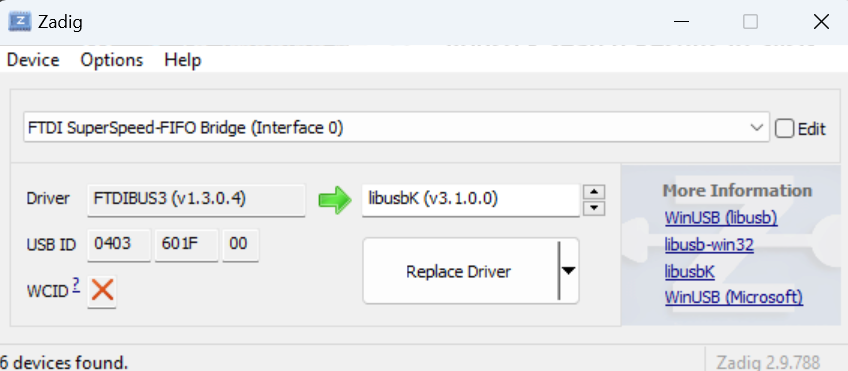 Zadig
Device Options Help
FTDI SuperSpeed-FIFO Bridge (Interface 0)
Edit
Driver FTDIBUS3 (v1.3.0.4) libusbK (v3.1.0.0)
More Information
WinUSB (libusb)
libusb-win32
libusbK
WinUSB (Microsoft)
USB ID 0403 601F 00
Replace Driver
WCID ?
6 devices found.
Zadig 2.9.788